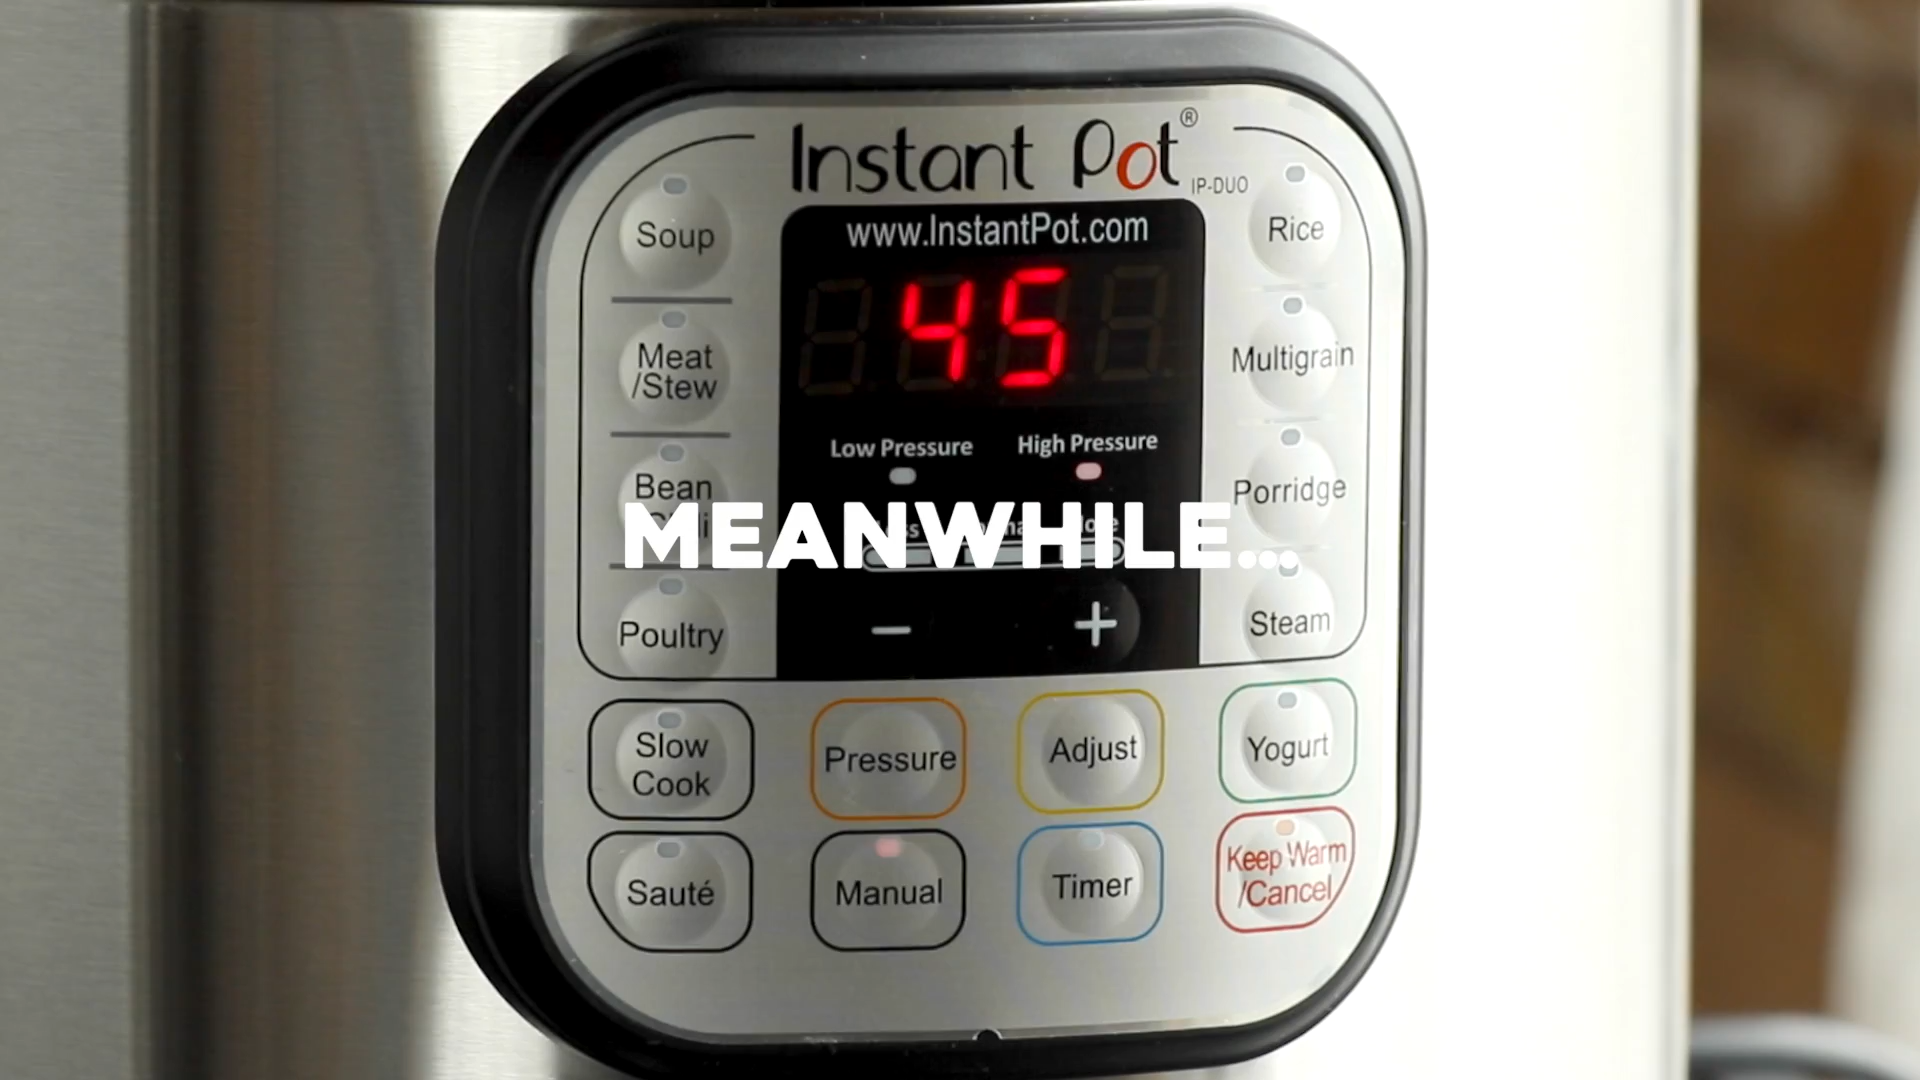 Instant Pot®
IP-DUO
www.InstantPot.com
45
Low Pressure
High Pressure
Soup
Meat
/Stew
Bean
Poultry
Rice
Multigrain
Porridge
Steam
MEANWHILE...
− +
Slow
Cook
Pressure
Adjust
Yogurt
Sauté
Manual
Timer
Keep Warm
/Cancel